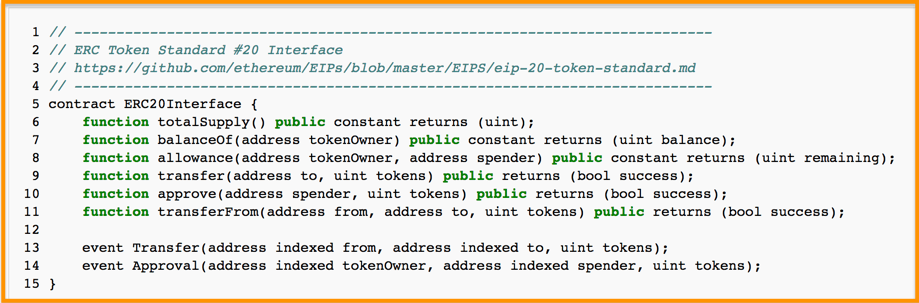 1 // ----------------------------------------------------------------------------
2 // ERC Token Standard #20 Interface
3 // https://github.com/ethereum/EIPs/blob/master/EIPS/eip-20-token-standard.md
4 // ----------------------------------------------------------------------------
5 contract ERC20Interface {
6     function totalSupply() public constant returns (uint);
7     function balanceOf(address tokenOwner) public constant returns (uint balance);
8     function allowance(address tokenOwner, address spender) public constant returns (uint remaining);
9     function transfer(address to, uint tokens) public returns (bool success);
10     function approve(address spender, uint tokens) public returns (bool success);
11     function transferFrom(address from, address to, uint tokens) public returns (bool success);
12
13     event Transfer(address indexed from, address indexed to, uint tokens);
14     event Approval(address indexed tokenOwner, address indexed spender, uint tokens);
15 }